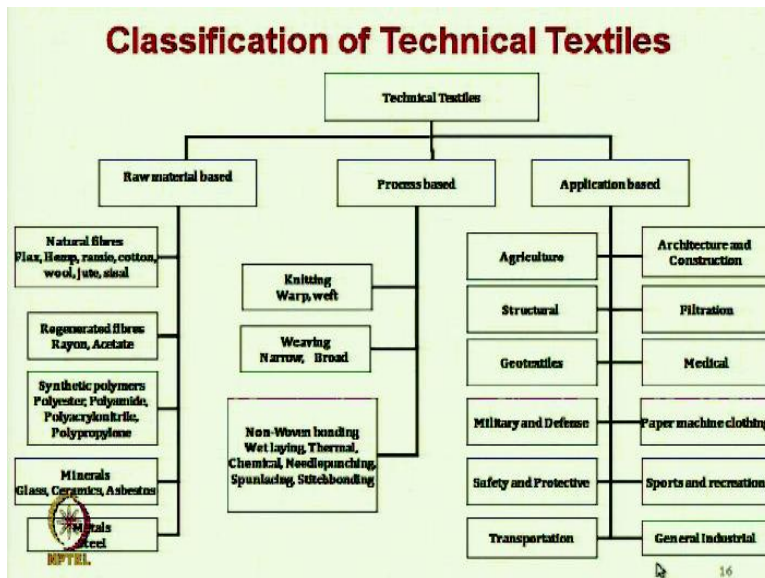 Classification of Technical Textiles
Technical Textiles
Raw material based
Process based
Application based
Natural fibres
Flax, Hemp, ramie, cotton,
wool, jute, sisal
Regenerated fibres
Rayon, Acetate
Synthetic polymers
Polyester, Polyamide,
Polyacrylonitrile,
Polypropylene
Minerals
Glass, Ceramics, Asbestos
Metals
Steel
Knitting
Warp, weft
Weaving
Narrow, Broad
Non-Woven bonding
Wet laying, Thermal,
Chemical, Needlepunching,
Spunlacing, Stitchbonding
Agriculture
Architecture and
Construction
Structural
Filtration
Geotextiles
Medical
Military and Defense
Paper machine clothing
Safety and Protective
Sports and recreation
Transportation
General Industrial
NPTEL
16